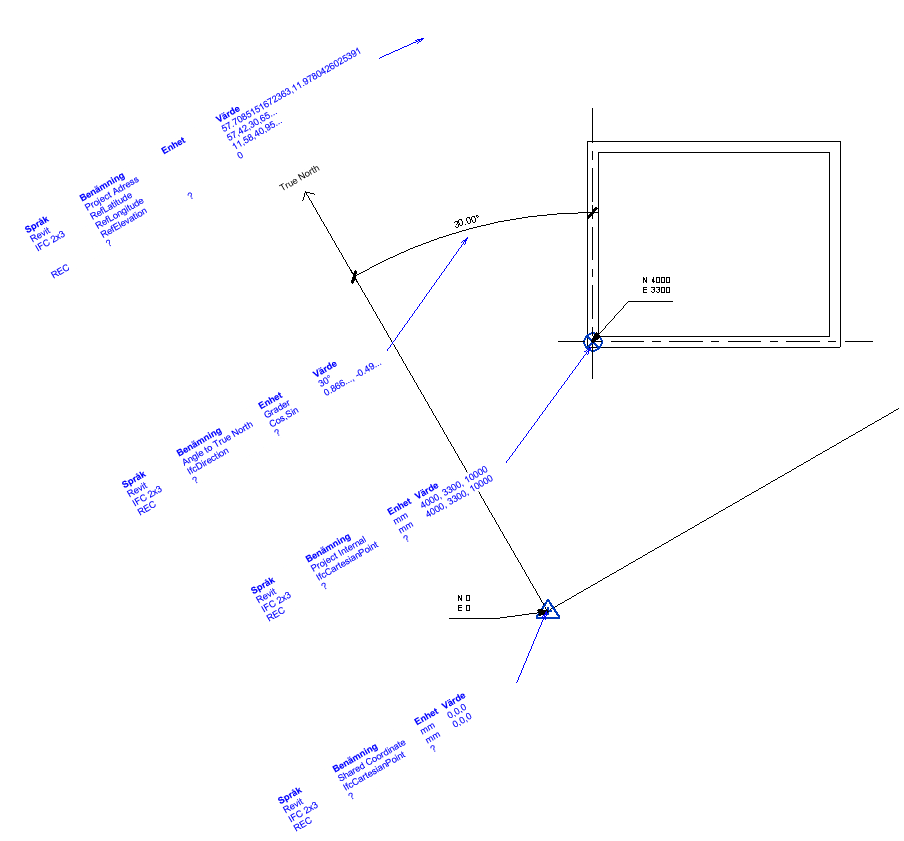 Språk Benämning Enhet Värde
Revit Project Adress 57.7085151672363,11.9780426025391
IFC 2x3 RefLatitude 57,42,30,65...
RefLongitude 11,58,40,95...
RefElevation ? 0
REC ?
True North
30.00°
N 4000
E 3300
Språk Benämning Enhet Värde
Revit Angle to True North Grader 30°
IFC 2x3 IfcDirection Cos,Sin 0.866..., -0.49...
REC ? ?
Språk Benämning Enhet Värde
Revit Project Internal mm 4000, 3300, 10000
IFC 2x3 IfcCartesianPoint mm 4000, 3300, 10000
REC ? ?
N 0
E 0
Språk Benämning Enhet Värde
Revit Shared Coordinate mm 0,0,0
IFC 2x3 IfcCartesianPoint mm 0,0,0
REC ? ?